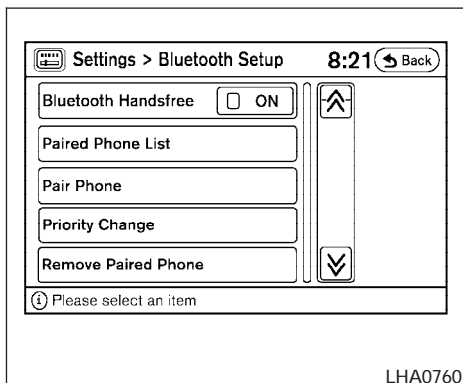 Settings > Bluetooth Setup 8:21 Back
Bluetooth Handsfree ON
Paired Phone List
Pair Phone
Priority Change
Remove Paired Phone
i Please select an item
LHA0760